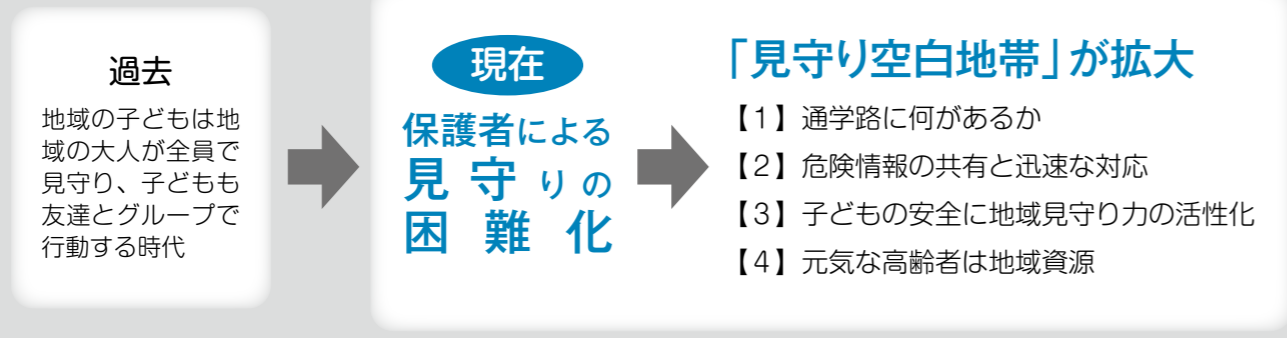 過去
地域の子どもは地
域の大人が全員で
見守り、子どもも
友達とグループで
行動する時代
現在
保護者による
見守りの
困難化
「見守り空白地帯」が拡大
【1】通学路に何があるか
【2】危険情報の共有と迅速な対応
【3】子どもの安全に地域見守り力の活性化
【4】元気な高齢者は地域資源